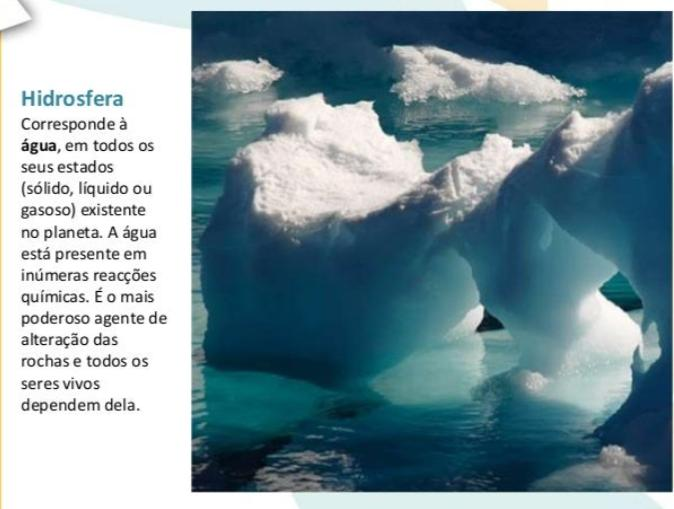 Hidrosfera
Corresponde à
água, em todos os
seus estados
(sólido, líquido ou
gasoso) existente
no planeta. A água
está presente em
inúmeras reacções
químicas. É o mais
poderoso agente de
alteração das
rochas e todos os
seres vivos
dependem dela.